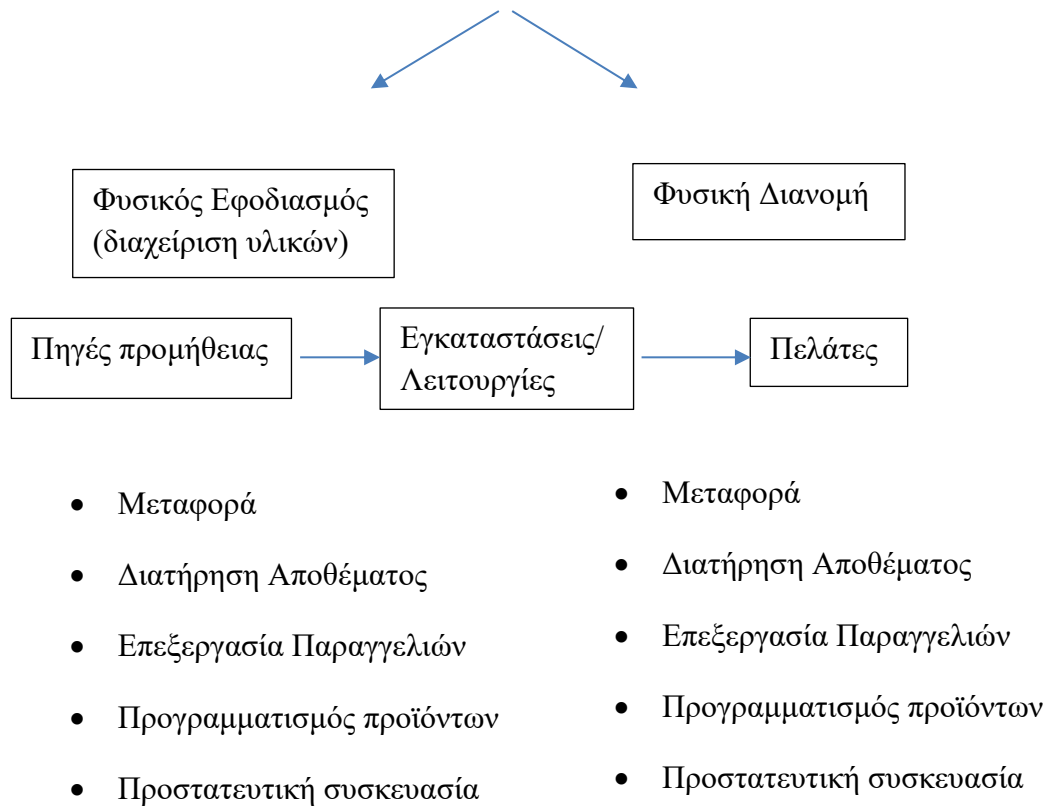 Φυσικός Εφοδιασμός
(διαχείριση υλικών)
Φυσική Διανομή
Πηγές προμήθειας
Εγκαταστάσεις/
Λειτουργίες
Πελάτες
• Μεταφορά
• Διατήρηση Αποθέματος
• Επεξεργασία Παραγγελιών
• Προγραμματισμός προϊόντων
• Προστατευτική συσκευασία
• Μεταφορά
• Διατήρηση Αποθέματος
• Επεξεργασία Παραγγελιών
• Προγραμματισμός προϊόντων
• Προστατευτική συσκευασία